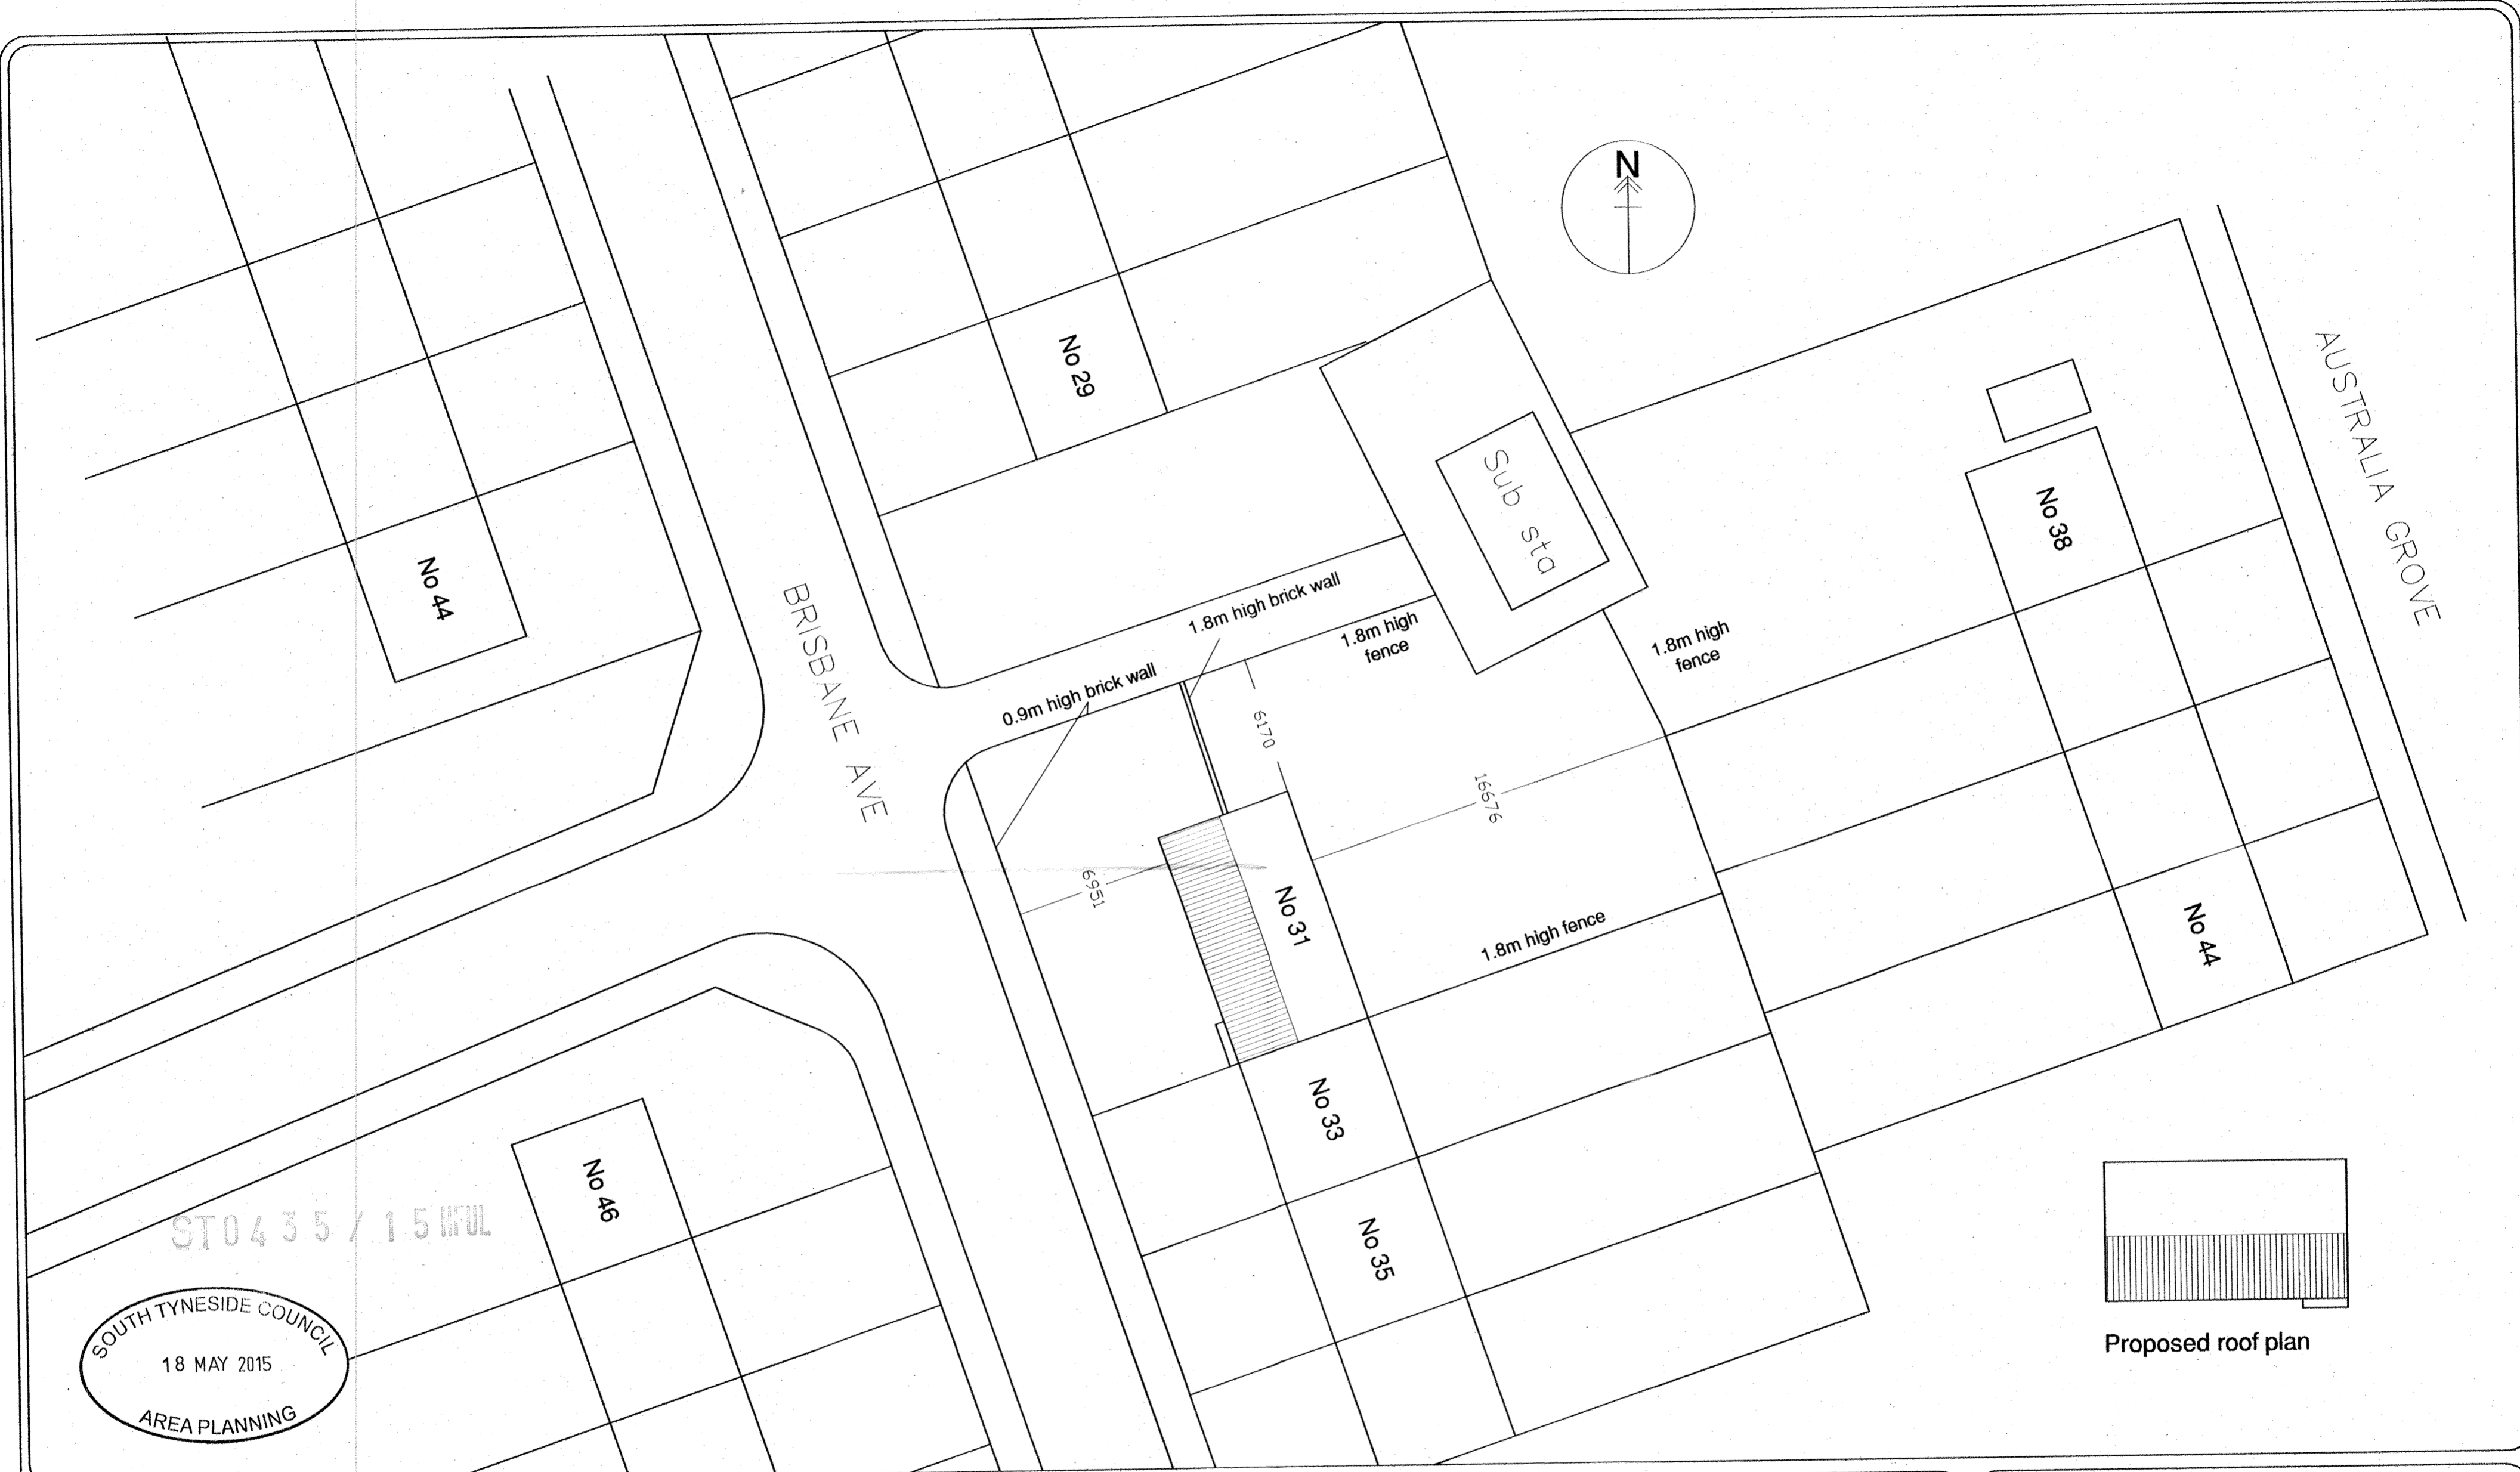 N
AUSTRALIA GROVE
No 29
No 38
Sub sta
No 44
BRISBANE AVE
1.8m high brick wall
1.8m high
fence
1.8m high
fence
0.9m high brick wall
6170
16676
6951
No 31
1.8m high fence
No 44
No 33
No 46
No 35
ST0435/15 FUL
SOUTH TYNESIDE COUNCIL
18 MAY 2015
AREA PLANNING
Proposed roof plan